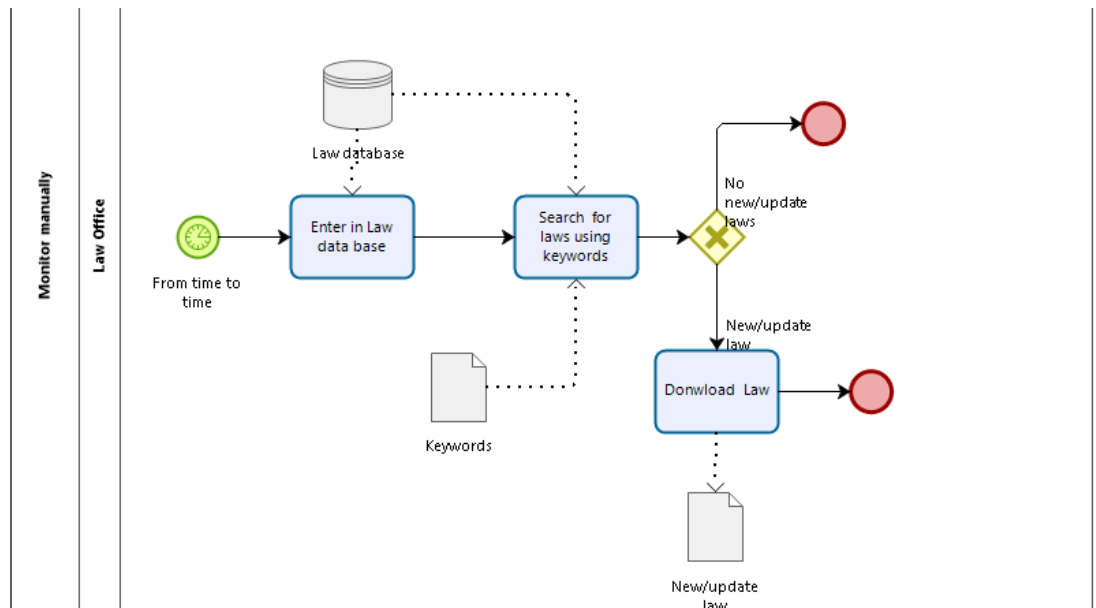 Monitor manually
Law Office
Law database
Enter in Law
data base
Search for
laws using
keywords
No
new/update
laws
From time to
time
New/update
law
Donwload Law
Keywords
New/update
law